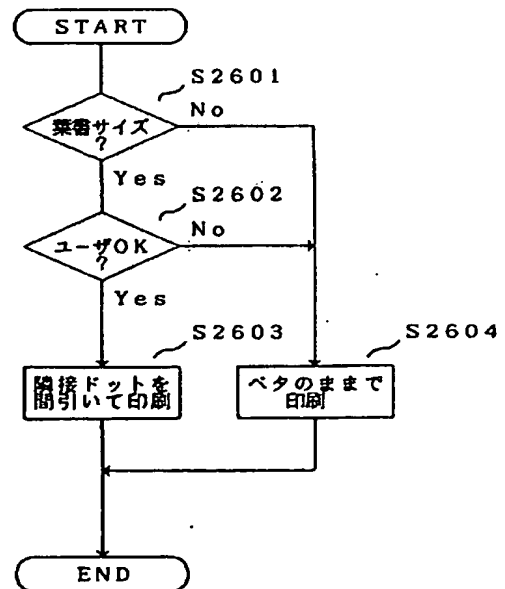 START
S2601
葉書サイズ
?
No
Yes
S2602
ユーザOK
?
No
Yes
S2603
隣接ドットを
間引いて印刷
S2604
ベタのままで
印刷
END